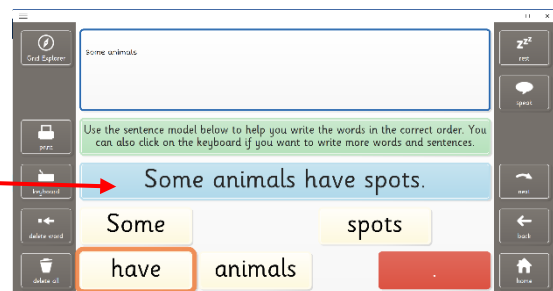 Grid Explorer
Some animals
rest
speak
Use the sentence model below to help you write the words in the correct order. You
can also click on the keyboard if you want to write more words and sentences.
print
Some animals have spots.
keyboard
next
Some
spots
delete word
back
have
animals
.
delete all
home